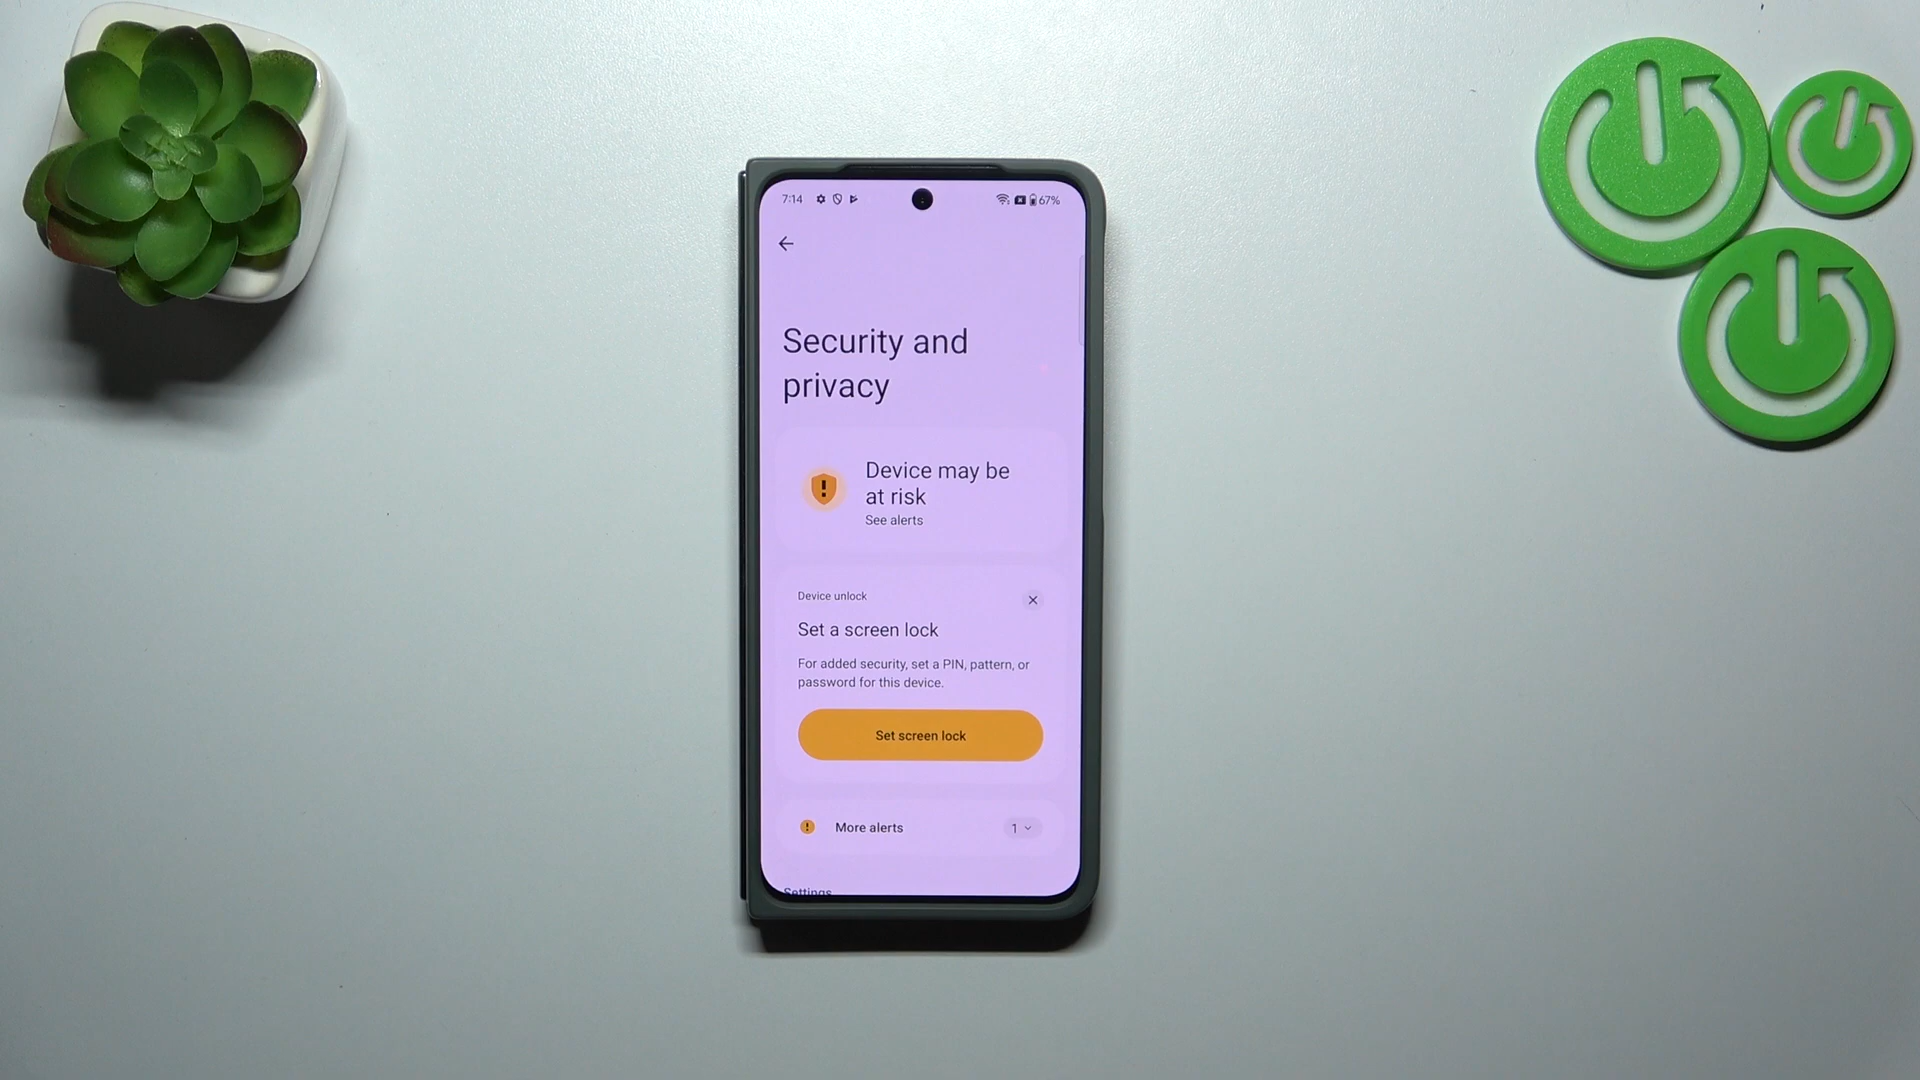 7:14
67%
Security and
privacy
Device may be
at risk
See alerts
Device unlock
Set a screen lock
For added security, set a PIN, pattern, or
password for this device.
Set screen lock
More alerts
1
Settings